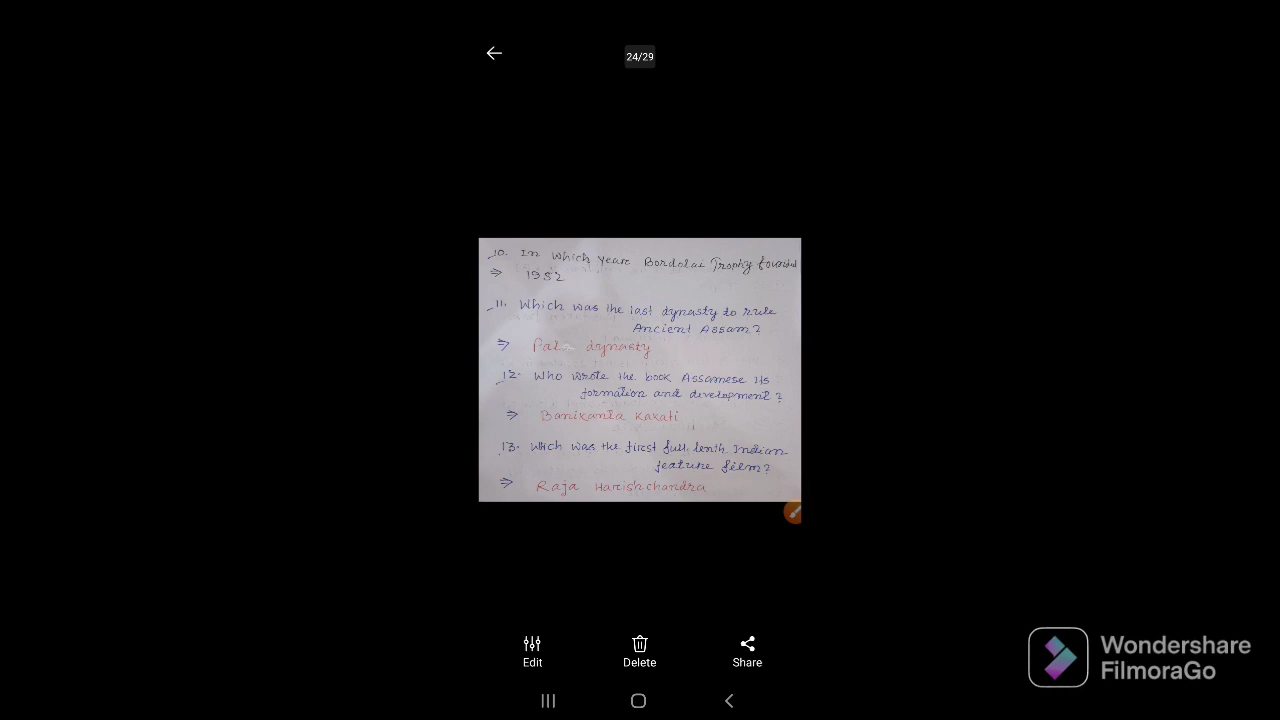 24/29
10. In which year Bordolai Trophy founded
⇒ 1952
11. Which was the last dynasty to rule
Ancient Assam?
⇒ Pala dynasty
12. Who wrote the book Assamese Its
formation and development?
⇒ Banikanta Kakati
13. Which was the first full lenth Indian
feature film?
⇒ Raja Harishchandra
Edit Delete Share
Wondershare
FilmoraGo